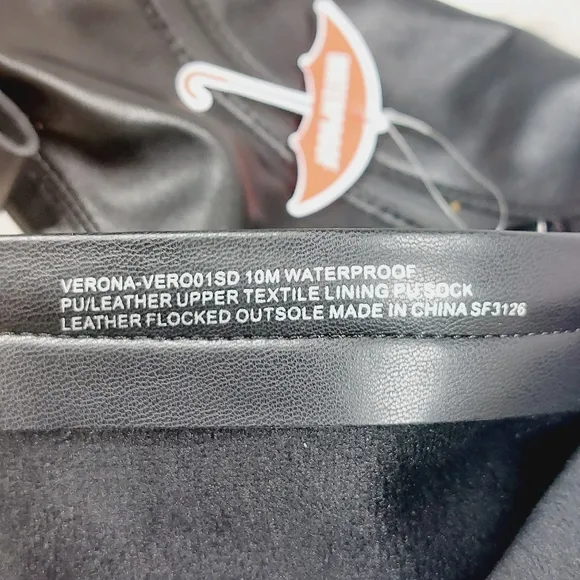 VERONA-VERO01SD 10M WATERPROOF
PU/LEATHER UPPER TEXTILE LINING PU SOCK
LEATHER FLOCKED OUTSOLE MADE IN CHINA SF3126